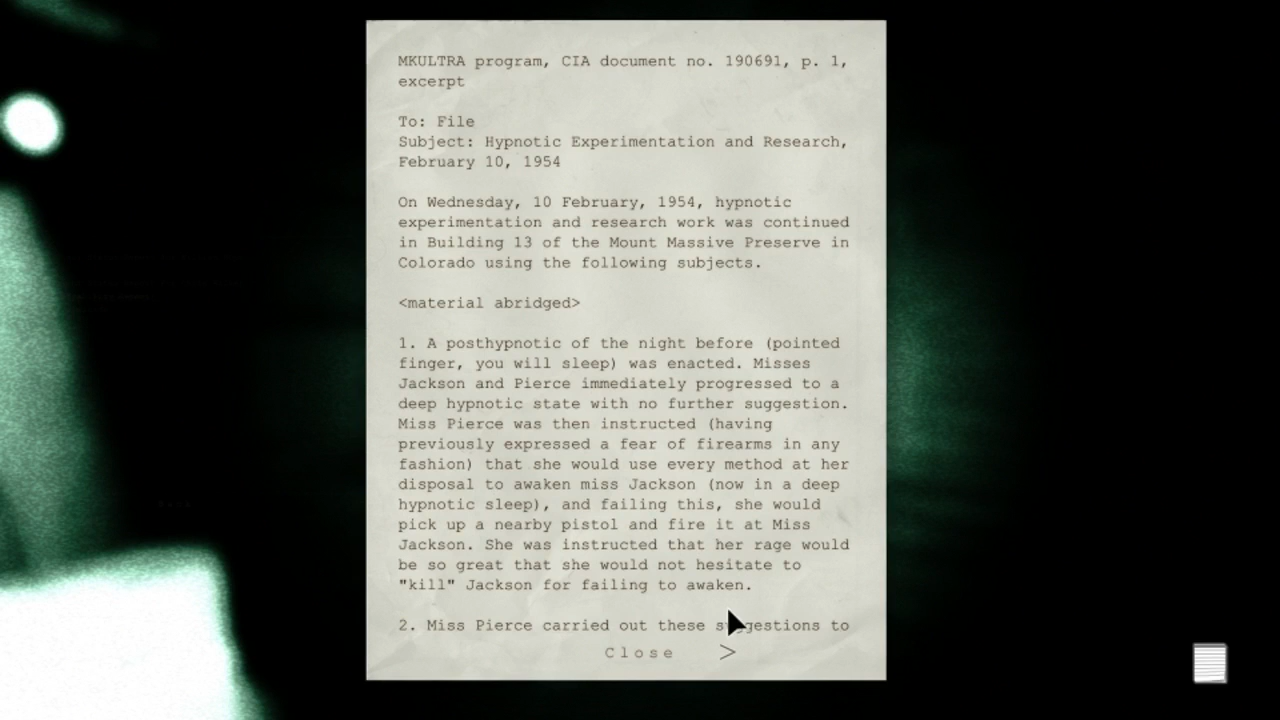 MKULTRA program, CIA document no. 190691, p. 1,
excerpt
To: File
Subject: Hypnotic Experimentation and Research,
February 10, 1954
On Wednesday, 10 February, 1954, hypnotic
experimentation and research work was continued
in Building 13 of the Mount Massive Preserve in
Colorado using the following subjects.
<material abridged>
1. A posthypnotic of the night before (pointed
finger, you will sleep) was enacted. Misses
Jackson and Pierce immediately progressed to a
deep hypnotic state with no further suggestion.
Miss Pierce was then instructed (having
previously expressed a fear of firearms in any
fashion) that she would use every method at her
disposal to awaken miss Jackson (now in a deep
hypnotic sleep), and failing this, she would
pick up a nearby pistol and fire it at Miss
Jackson. She was instructed that her rage would
be so great that she would not hesitate to
"kill" Jackson for failing to awaken.
2. Miss Pierce carried out these suggestions to
Close >